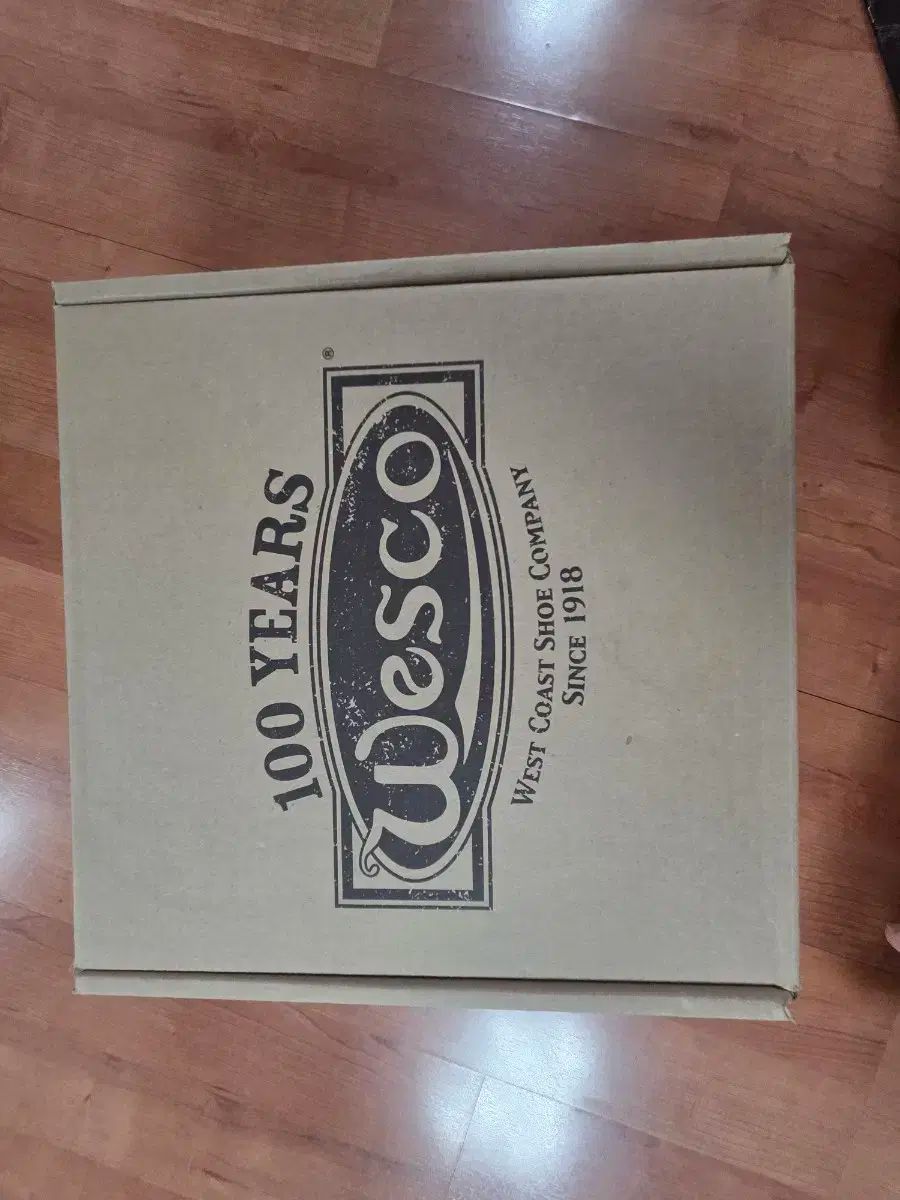 100 YEARS
Wesco®
WEST COAST SHOE COMPANY
SINCE 1918